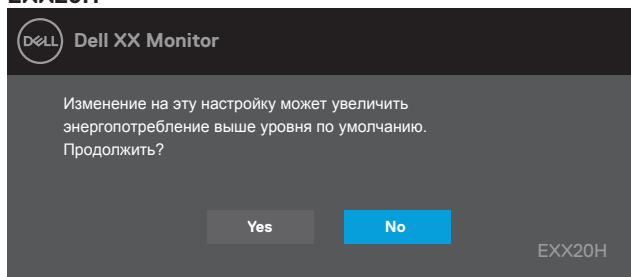 EXX20H
DELL Dell XX Monitor
Изменение на эту настройку может увеличить
энергопотребление выше уровня по умолчанию.
Продолжить?
Yes No
EXX20H